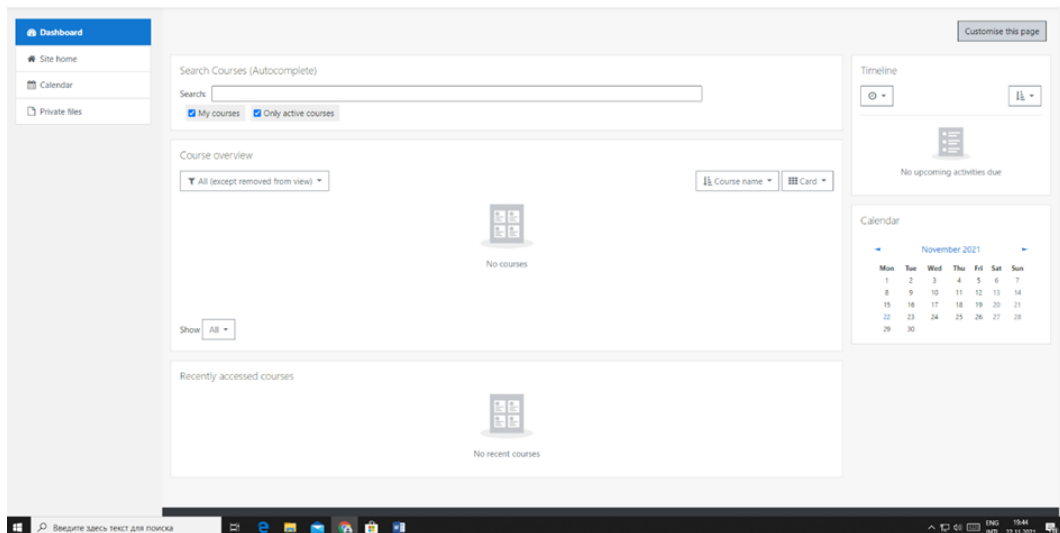 Dashboard
Site home
Calendar
Private files
Customise this page
Search Courses (Autocomplete)
Search:
My courses Only active courses
Course overview
All (except removed from view) Course name Card
No courses
Show All
Recently accessed courses
No recent courses
Timeline
No upcoming activities due
Calendar
November 2021
Mon Tue Wed Thu Fri Sat Sun
1 2 3 4 5 6 7
8 9 10 11 12 13 14
15 16 17 18 19 20 21
22 23 24 25 26 27 28
29 30
Введите здесь текст для поиска
ENG 19:44
INTL 22.11.2021